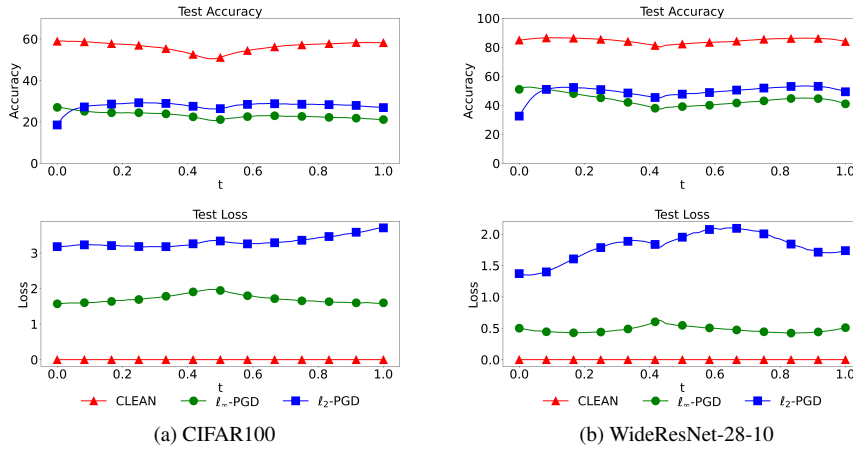 Test Accuracy
60
40
20
0
Accuracy
0.0 0.2 0.4 0.6 0.8 1.0
t
Test Loss
3
2
1
0
Loss
0.0 0.2 0.4 0.6 0.8 1.0
t
CLEAN ℓ∞-PGD ℓ2-PGD
(a) CIFAR100
Test Accuracy
100
80
60
40
20
0
Accuracy
0.0 0.2 0.4 0.6 0.8 1.0
t
Test Loss
2.0
1.5
1.0
0.5
0.0
Loss
0.0 0.2 0.4 0.6 0.8 1.0
t
CLEAN ℓ∞-PGD ℓ2-PGD
(b) WideResNet-28-10